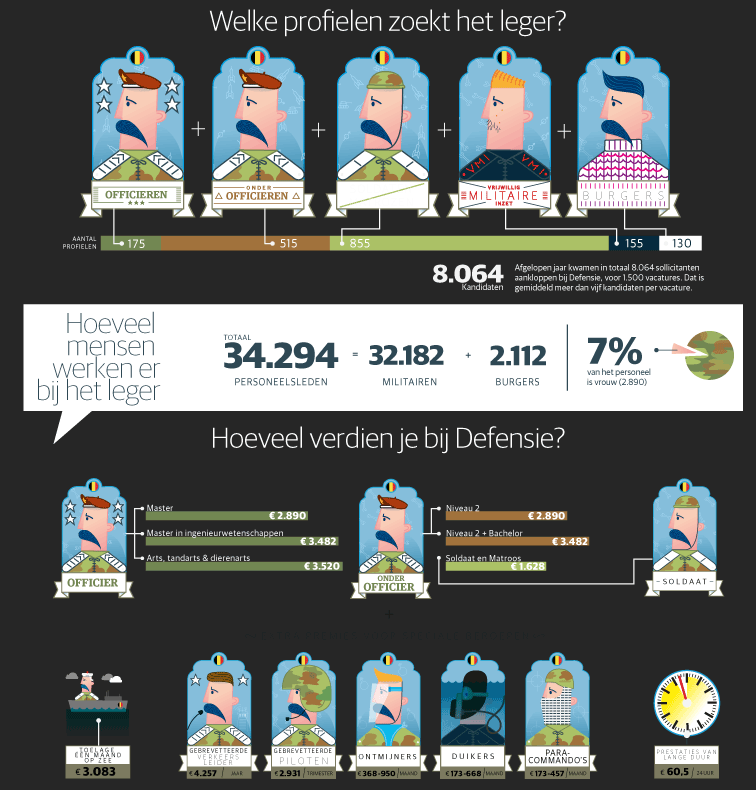 Welke profielen zoekt het leger?
OFFICIEREN
ONDER
OFFICIEREN
VMI VMI
VRIJWILLIG
MILITAIRE
INZET
BURGERS
AANTAL
PROFIELEN
175
515
855
155
130
8.064
Kandidaten
Afgelopen jaar kwamen in totaal 8.064 sollicitanten
aankloppen bij Defensie, voor 1.500 vacatures. Dat is
gemiddeld meer dan vijf kandidaten per vacature.
Hoeveel
mensen
werken er
bij het leger
TOTAAL
34.294 = 32.182 + 2.112
PERSONEELSLEDEN MILITAIREN BURGERS
7%
van het personeel
is vrouw (2.890)
Hoeveel verdien je bij Defensie?
Master
€ 2.890
Master in ingenieurwetenschappen
€ 3.482
Arts, tandarts & dierenarts
€ 3.520
OFFICIER
Niveau 2
€ 2.890
Niveau 2 + Bachelor
€ 3.482
Soldaat en Matroos
€ 1.628
ONDER
OFFICIER
SOLDAAT
+
TOELAGE
EEN MAAND
OP ZEE
€ 3.083
GEBREVETTEERDE
VERKEERS
LEIDER
€ 4.257 / JAAR
GEBREVETTEERDE
PILOTEN
€ 2.931 / TRIMESTER
ONTMIJNERS
€ 368-950 / MAAND
DUIKERS
€ 173-668 / MAAND
PARA-
COMMANDO'S
€ 173-457 / MAAND
PRESTATIES VAN
LANGE DUUR
€ 60,5 / 24 UUR